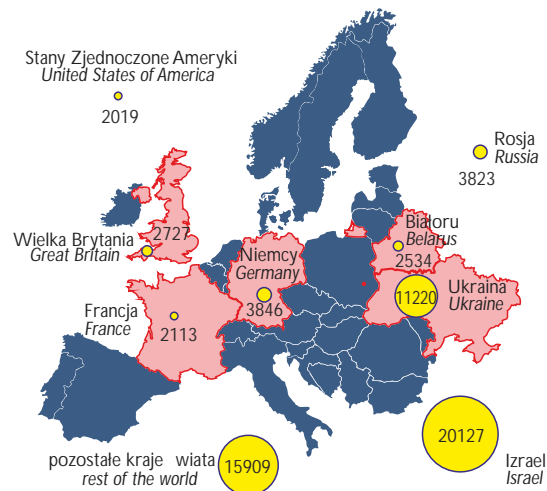 Stany Zjednoczone Ameryki
United States of America
2019
Rosja
Russia
3823
Wielka Brytania
Great Britain
2727
Białoru
Belarus
2534
Niemcy
Germany
3846
11220
Ukraina
Ukraine
Francja
France
2113
20127
Izrael
Israel
pozostałe kraje wiata
rest of the world
15909